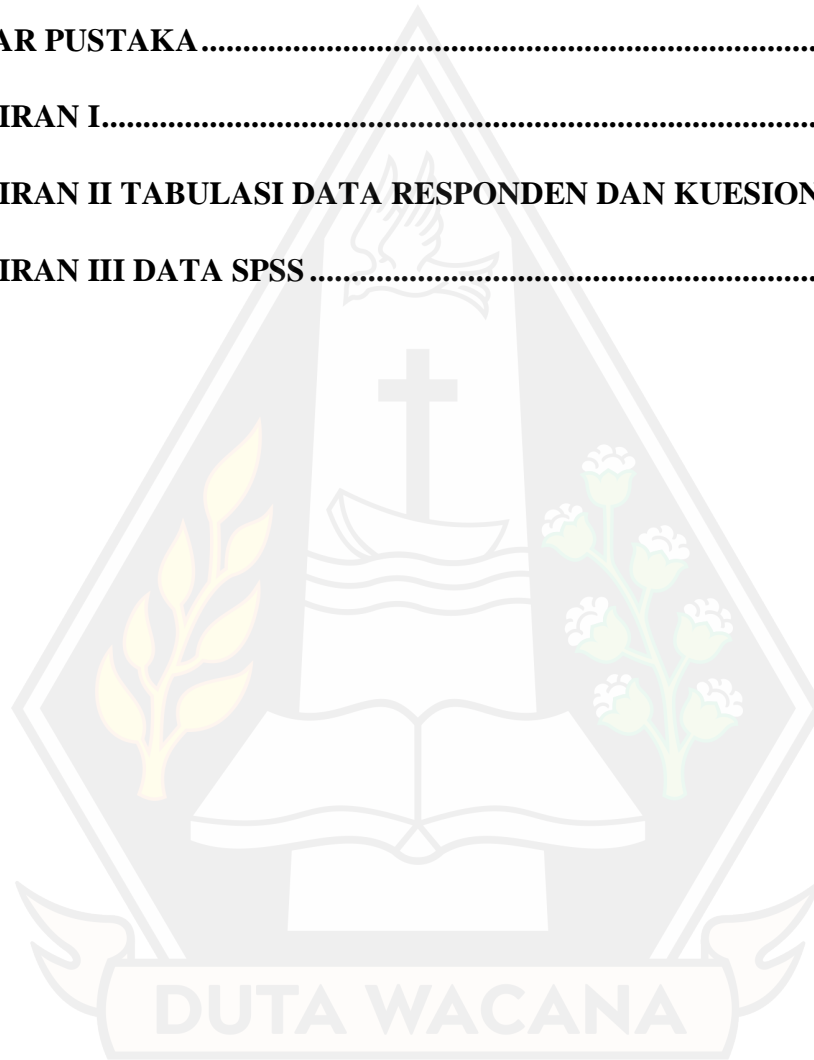 AR PUSTAKA........................................................................
IRAN I....................................................................................
IRAN II TABULASI DATA RESPONDEN DAN KUESION
IRAN III DATA SPSS.............................................................
DUTA WACANA